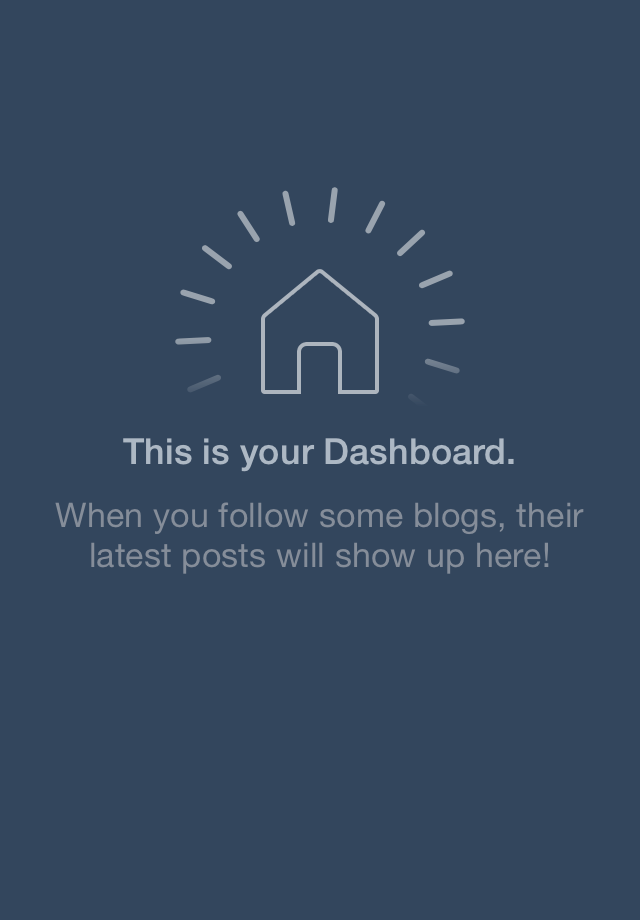 This is your Dashboard.
When you follow some blogs, their
latest posts will show up here!